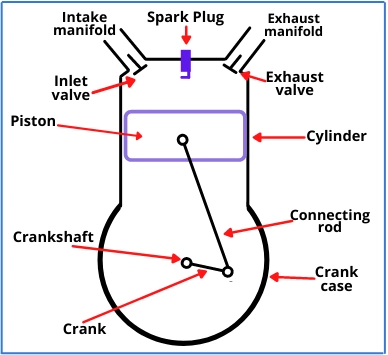 Intake
manifold
Spark Plug
Exhaust
manifold
Inlet
valve
Exhaust
valve
Piston
Cylinder
Connecting
rod
Crankshaft
Crank
case
Crank